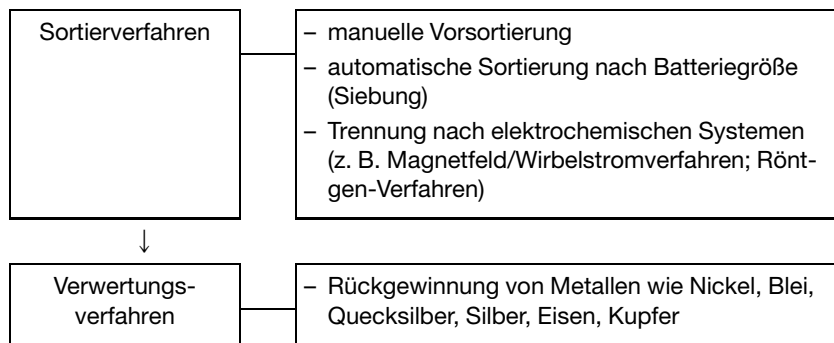 Sortierverfahren
– manuelle Vorsortierung
– automatische Sortierung nach Batteriegröße
(Siebung)
– Trennung nach elektrochemischen Systemen
(z. B. Magnetfeld/Wirbelstromverfahren; Rönt-
gen-Verfahren)
↓
Verwertungs-
verfahren
– Rückgewinnung von Metallen wie Nickel, Blei,
Quecksilber, Silber, Eisen, Kupfer